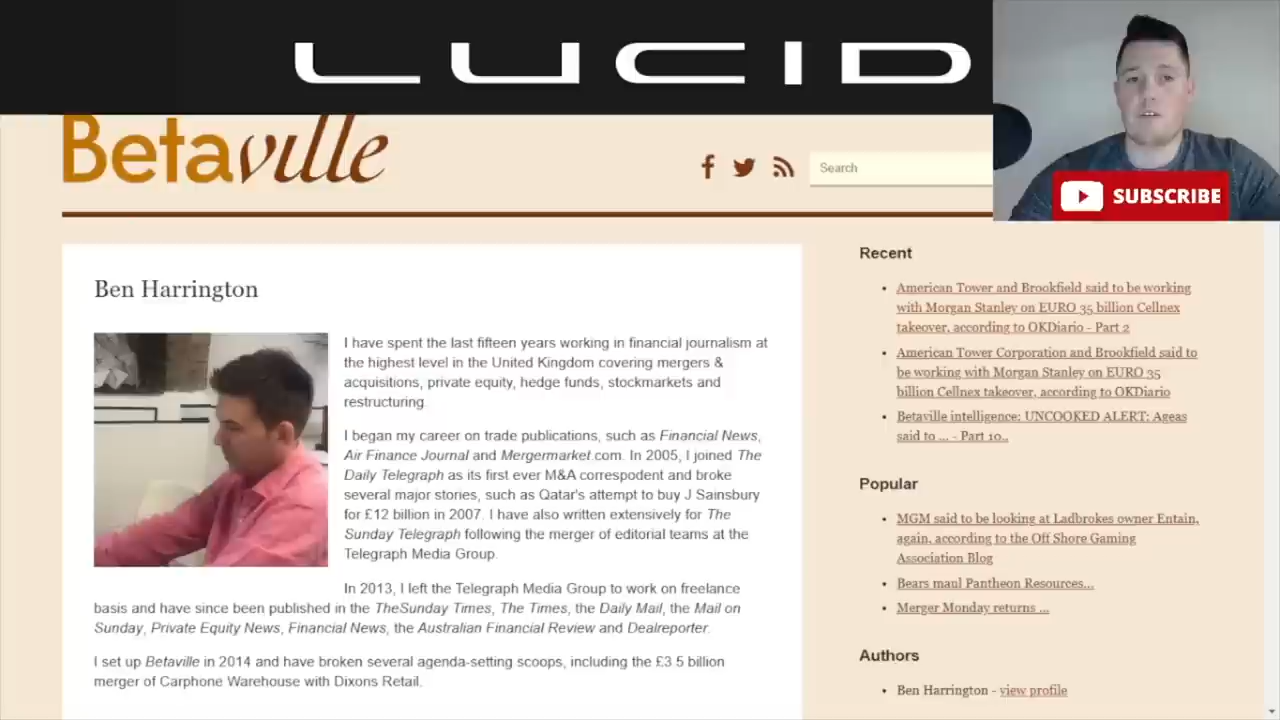 LUCID
Betaville
Search
SUBSCRIBE
Ben Harrington
I have spent the last fifteen years working in financial journalism at
the highest level in the United Kingdom covering mergers &
acquisitions, private equity, hedge funds, stockmarkets and
restructuring.
I began my career on trade publications, such as Financial News,
Air Finance Journal and Mergermarket.com. In 2005, I joined The
Daily Telegraph as its first ever M&A correspodent and broke
several major stories, such as Qatar's attempt to buy J Sainsbury
for £12 billion in 2007. I have also written extensively for The
Sunday Telegraph following the merger of editorial teams at the
Telegraph Media Group.
In 2013, I left the Telegraph Media Group to work on freelance
basis and have since been published in the TheSunday Times, The Times, the Daily Mail, the Mail on
Sunday, Private Equity News, Financial News, the Australian Financial Review and Dealreporter.
I set up Betaville in 2014 and have broken several agenda-setting scoops, including the £3.5 billion
merger of Carphone Warehouse with Dixons Retail.
Recent
American Tower and Brookfield said to be working
with Morgan Stanley on EURO 35 billion Cellnex
takeover, according to OKDiario - Part 2
American Tower Corporation and Brookfield said to
be working with Morgan Stanley on EURO 35
billion Cellnex takeover, according to OKDiario
Betaville intelligence: UNCOOKED ALERT: Ageas
said to ... - Part 10..
Popular
MGM said to be looking at Ladbrokes owner Entain,
again, according to the Off Shore Gaming
Association Blog
Bears maul Pantheon Resources...
Merger Monday returns ...
Authors
Ben Harrington - view profile